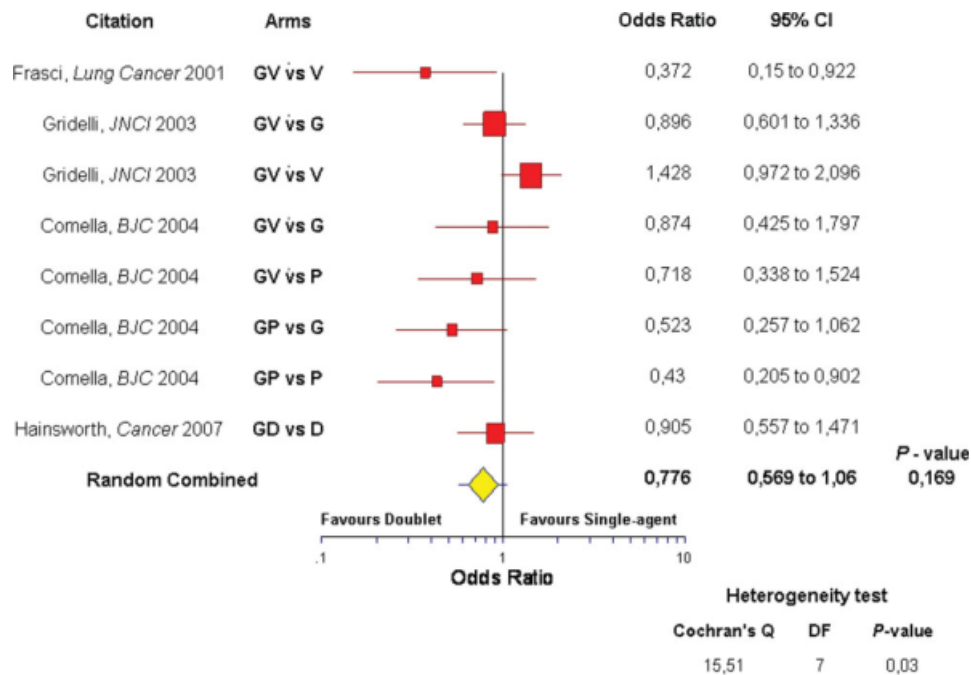 Citation Arms Odds Ratio 95% CI
Frasci, Lung Cancer 2001 GV vs V 0,372 0,15 to 0,922
Gridelli, JNCI 2003 GV vs G 0,896 0,601 to 1,336
Gridelli, JNCI 2003 GV vs V 1,428 0,972 to 2,096
Comella, BJC 2004 GV vs G 0,874 0,425 to 1,797
Comella, BJC 2004 GV vs P 0,718 0,338 to 1,524
Comella, BJC 2004 GP vs G 0,523 0,257 to 1,062
Comella, BJC 2004 GP vs P 0,43 0,205 to 0,902
Hainsworth, Cancer 2007 GD vs D 0,905 0,557 to 1,471
P - value
Random Combined 0,776 0,569 to 1,06 0,169
Favours Doublet Favours Single-agent
.1 1 10
Odds Ratio
Heterogeneity test
Cochran's Q DF P-value
15,51 7 0,03